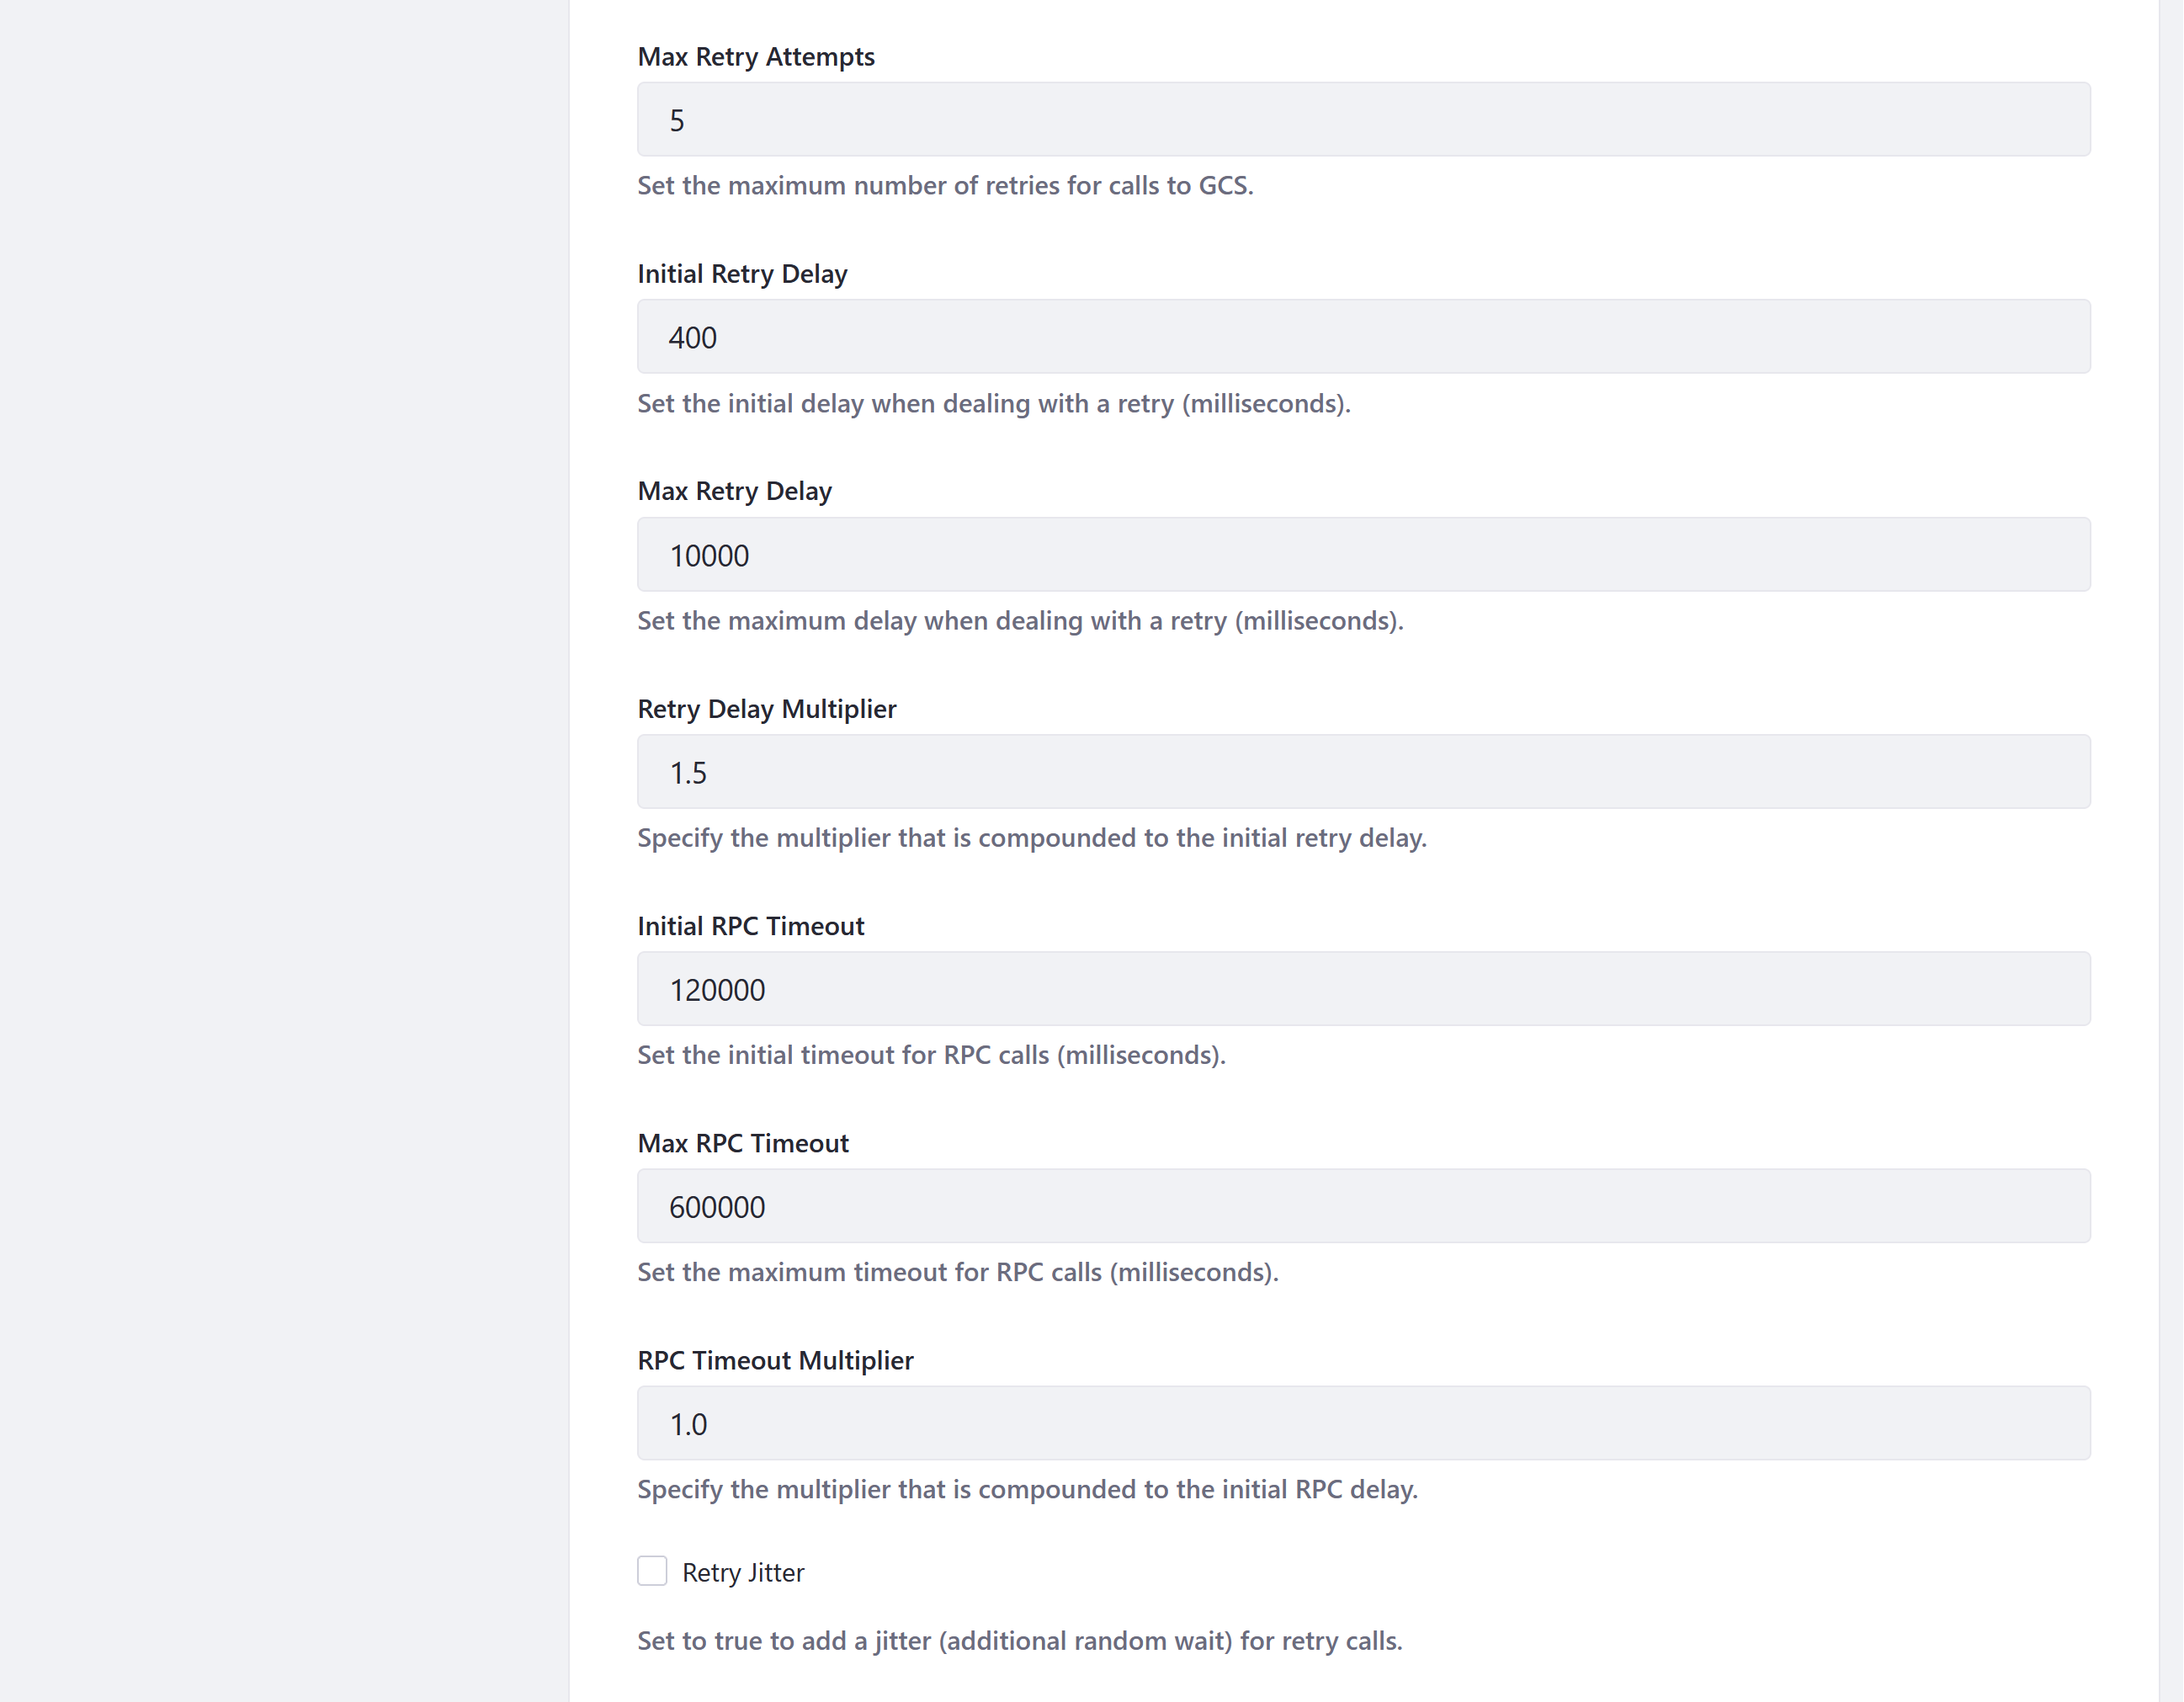 Max Retry Attempts
5
Set the maximum number of retries for calls to GCS.
Initial Retry Delay
400
Set the initial delay when dealing with a retry (milliseconds).
Max Retry Delay
10000
Set the maximum delay when dealing with a retry (milliseconds).
Retry Delay Multiplier
1.5
Specify the multiplier that is compounded to the initial retry delay.
Initial RPC Timeout
120000
Set the initial timeout for RPC calls (milliseconds).
Max RPC Timeout
600000
Set the maximum timeout for RPC calls (milliseconds).
RPC Timeout Multiplier
1.0
Specify the multiplier that is compounded to the initial RPC delay.
Retry Jitter
Set to true to add a jitter (additional random wait) for retry calls.